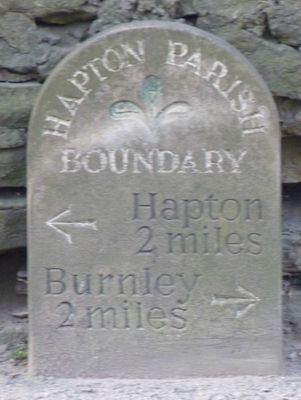 HAPTON PARISH
BOUNDARY
Hapton
2 miles
Burnley
2 miles